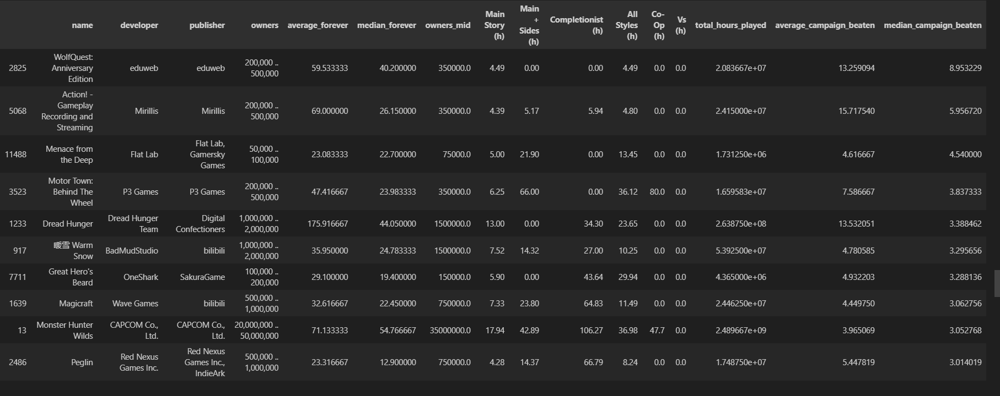 name developer publisher owners average_forever median_forever owners_mid Main Story (h) Main + Sides (h) Completionist (h) All Styles (h) Co-Op (h) Vs (h) total_hours_played average_campaign_beaten median_campaign_beaten
2825 WolfQuest: Anniversary Edition eduweb eduweb 200,000 .. 500,000 59.533333 40.200000 350000.0 4.49 0.00 0.00 4.49 0.0 0.0 2.083667e+07 13.259094 8.953229
5068 Action! - Gameplay Recording and Streaming Mirillis Mirillis 200,000 .. 500,000 69.000000 26.150000 350000.0 4.39 5.17 5.94 4.80 0.0 0.0 2.415000e+07 15.717540 5.956720
11488 Menace from the Deep Flat Lab Flat Lab, Gamersky Games 50,000 .. 100,000 23.083333 22.700000 75000.0 5.00 21.90 0.00 13.45 0.0 0.0 1.731250e+06 4.616667 4.540000
3523 Motor Town: Behind The Wheel P3 Games P3 Games 200,000 .. 500,000 47.416667 23.983333 350000.0 6.25 66.00 0.00 36.12 80.0 0.0 1.659583e+07 7.586667 3.837333
1233 Dread Hunger Dread Hunger Team Digital Confectioners 1,000,000 .. 2,000,000 175.916667 44.050000 1500000.0 13.00 0.00 34.30 23.65 0.0 0.0 2.638750e+08 13.532051 3.388462
917 暖雪 Warm Snow BadMudStudio bilibili 1,000,000 .. 2,000,000 35.950000 24.783333 1500000.0 7.52 14.32 27.00 10.25 0.0 0.0 5.392500e+07 4.780585 3.295656
7711 Great Hero's Beard OneShark SakuraGame 100,000 .. 200,000 29.100000 19.400000 150000.0 5.90 0.00 43.64 29.94 0.0 0.0 4.365000e+06 4.932203 3.288136
1639 Magicraft Wave Games bilibili 500,000 .. 1,000,000 32.616667 22.450000 750000.0 7.33 23.80 64.83 11.49 0.0 0.0 2.446250e+07 4.449750 3.062756
13 Monster Hunter Wilds CAPCOM Co., Ltd. CAPCOM Co., Ltd. 20,000,000 .. 50,000,000 71.133333 54.766667 35000000.0 17.94 42.89 106.27 36.98 47.7 0.0 2.489667e+09 3.965069 3.052768
2486 Peglin Red Nexus Games Inc. Red Nexus Games Inc., IndieArk 500,000 .. 1,000,000 23.316667 12.900000 750000.0 4.28 14.37 66.79 8.24 0.0 0.0 1.748750e+07 5.447819 3.014019